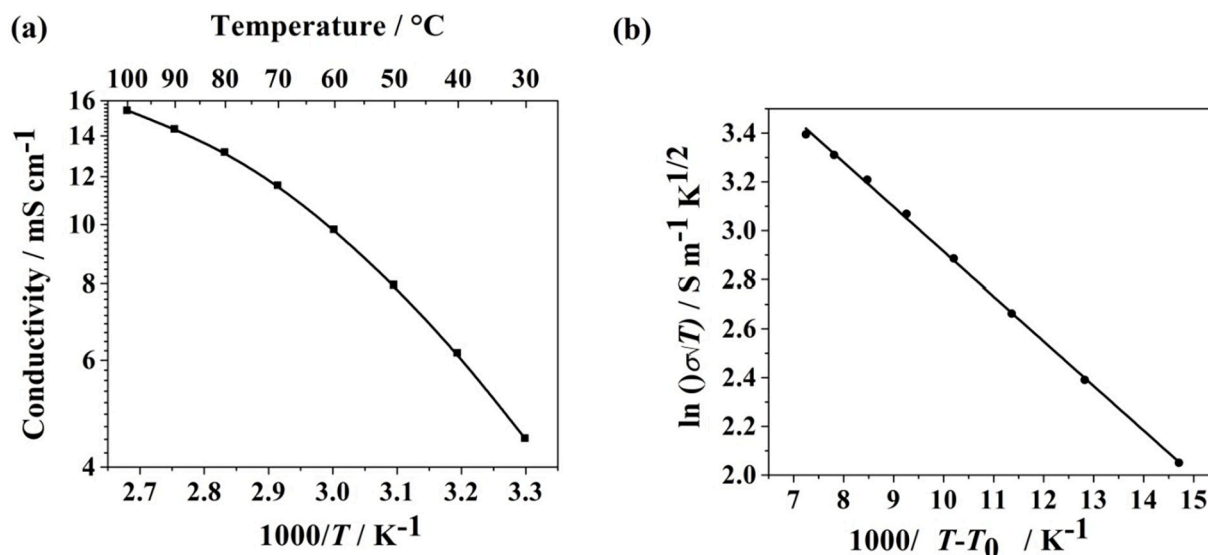 (a)
Temperature / °C
100 90 80 70 60 50 40 30
Conductivity / mS cm-1
16
14
12
10
8
6
4
2.7 2.8 2.9 3.0 3.1 3.2 3.3
1000/T / K-1
(b)
ln ()σ√T) / S m-1 K1/2
3.4
3.2
3.0
2.8
2.6
2.4
2.2
2.0
7 8 9 10 11 12 13 14 15
1000/ T-T0 / K-1